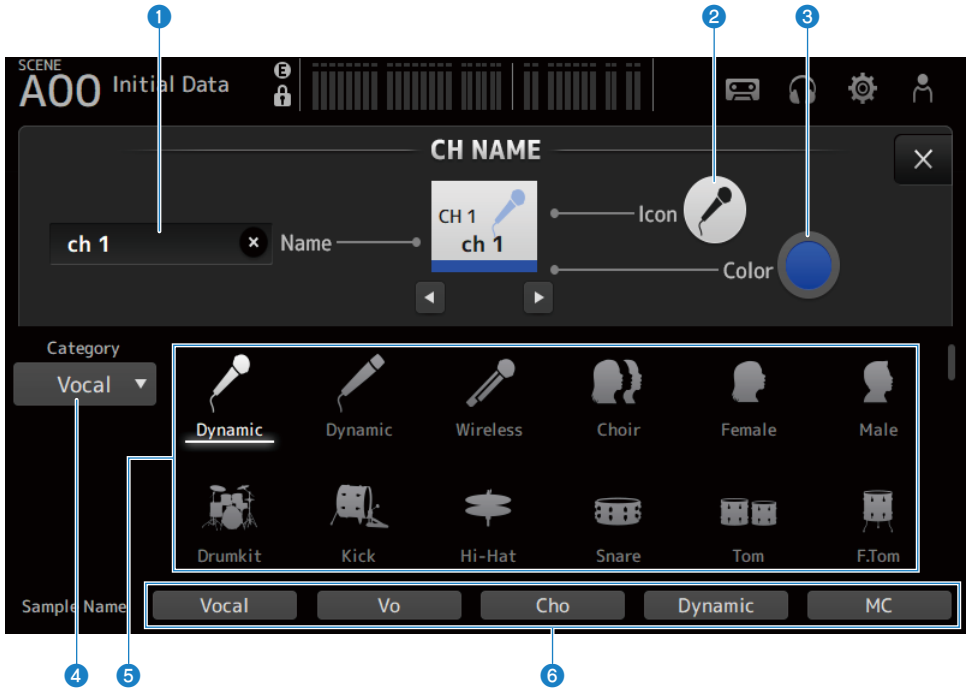 1 2 3
SCENE
A00 Initial Data E
CH NAME
CH 1
ch 1
ch 1 Name
Icon
Color
Category
Vocal
Dynamic Dynamic Wireless Choir Female Male
Drumkit Kick Hi-Hat Snare Tom F.Tom
Sample Name Vocal Vo Cho Dynamic MC
4 5 6